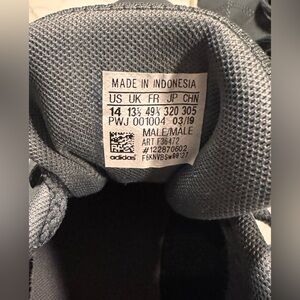 MADE IN INDONESIA
US UK FR JP CHN
14 13½ 49⅓ 320 305
PWJ 001004 03/19
MALE/MALE
ART F36472
#122870602
adidas